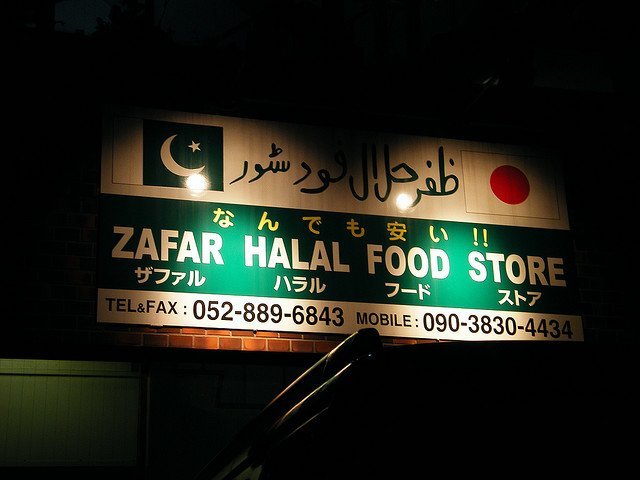 ظفر حلال فود سٹور
なんでも安い!!
ZAFAR HALAL FOOD STORE
ザファル ハラル フード ストア
TEL&FAX : 052-889-6843 MOBILE : 090-3830-4434